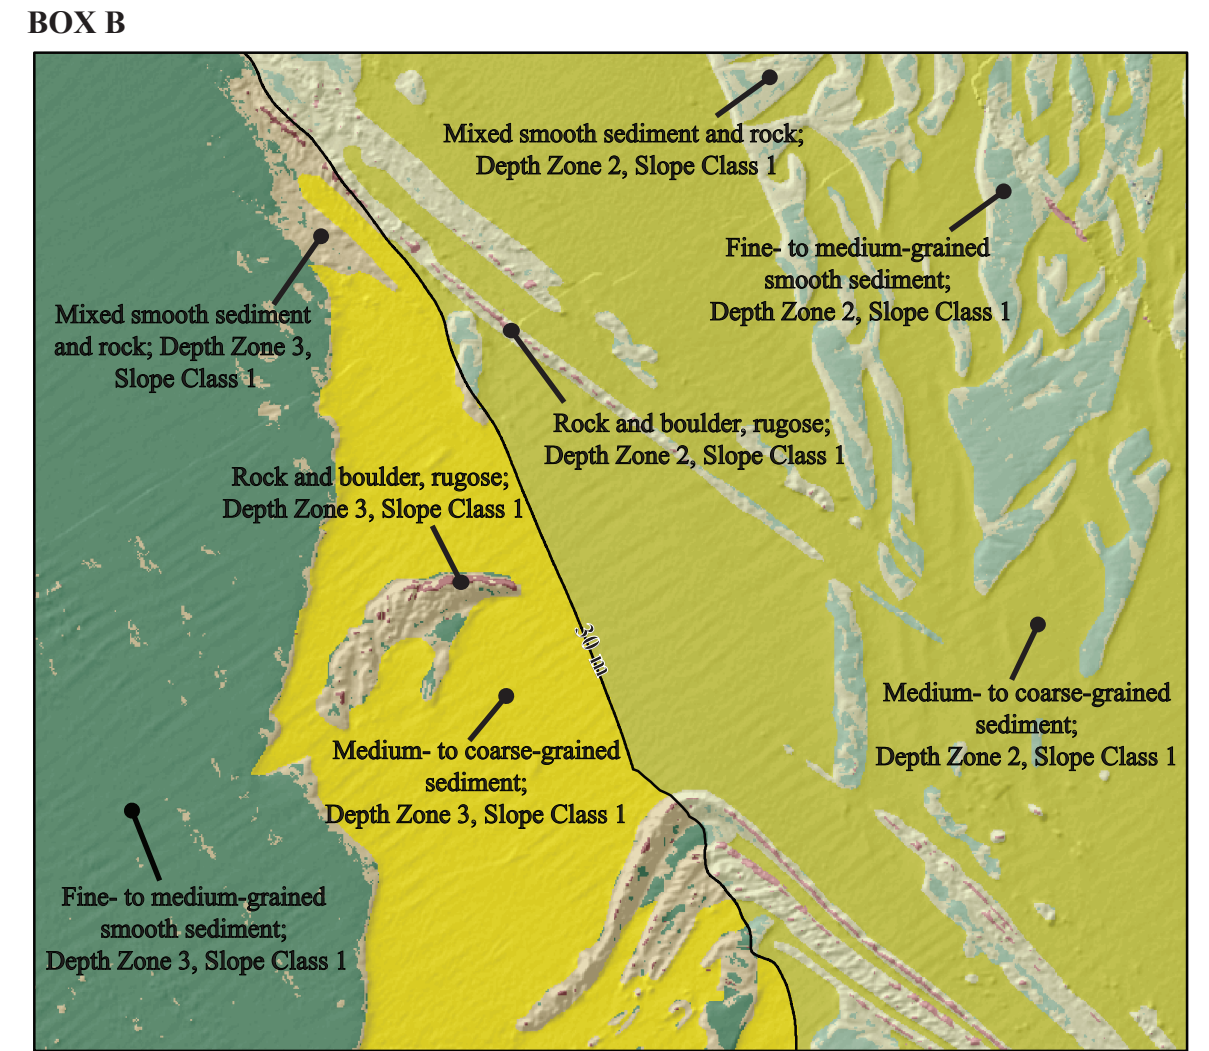 BOX B
Mixed smooth sediment and rock;
Depth Zone 2, Slope Class 1
Fine- to medium-grained
smooth sediment;
Depth Zone 2, Slope Class 1
Mixed smooth sediment
and rock; Depth Zone 3,
Slope Class 1
Rock and boulder, rugose;
Depth Zone 2, Slope Class 1
Rock and boulder, rugose;
Depth Zone 3, Slope Class 1
30 m
Medium- to coarse-grained
sediment;
Depth Zone 2, Slope Class 1
Medium- to coarse-grained
sediment;
Depth Zone 3, Slope Class 1
Fine- to medium-grained
smooth sediment;
Depth Zone 3, Slope Class 1